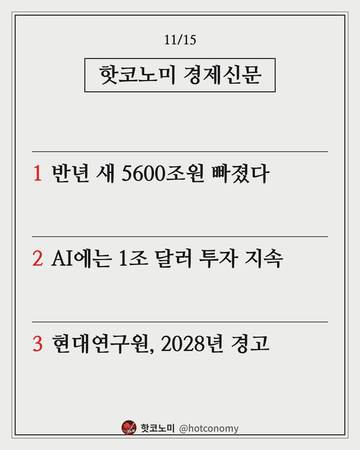 11/15
핫코노미 경제신문
1 반년 새 5600조원 빠졌다
2 AI에는 1조 달러 투자 지속
3 현대연구원, 2028년 경고
핫코노미 @hotconomy